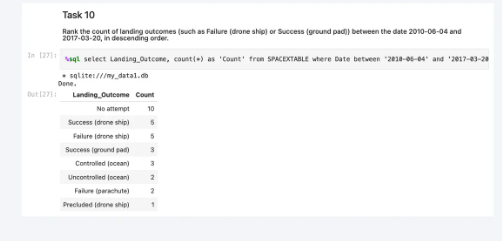 Task 10
Rank the count of landing outcomes (such as Failure (drone ship) or Success (ground pad)) between the date 2010-06-04 and
2017-03-20, in descending order.
In [27]: %sql select Landing_Outcome, count(*) as 'Count' from SPACEXTABLE where Date between '2010-06-04' and '2017-03-20
* sqlite:///my_data1.db
Done.
Out[27]: Landing_Outcome Count
No attempt 10
Success (drone ship) 5
Failure (drone ship) 5
Success (ground pad) 3
Controlled (ocean) 3
Uncontrolled (ocean) 2
Failure (parachute) 2
Precluded (drone ship) 1